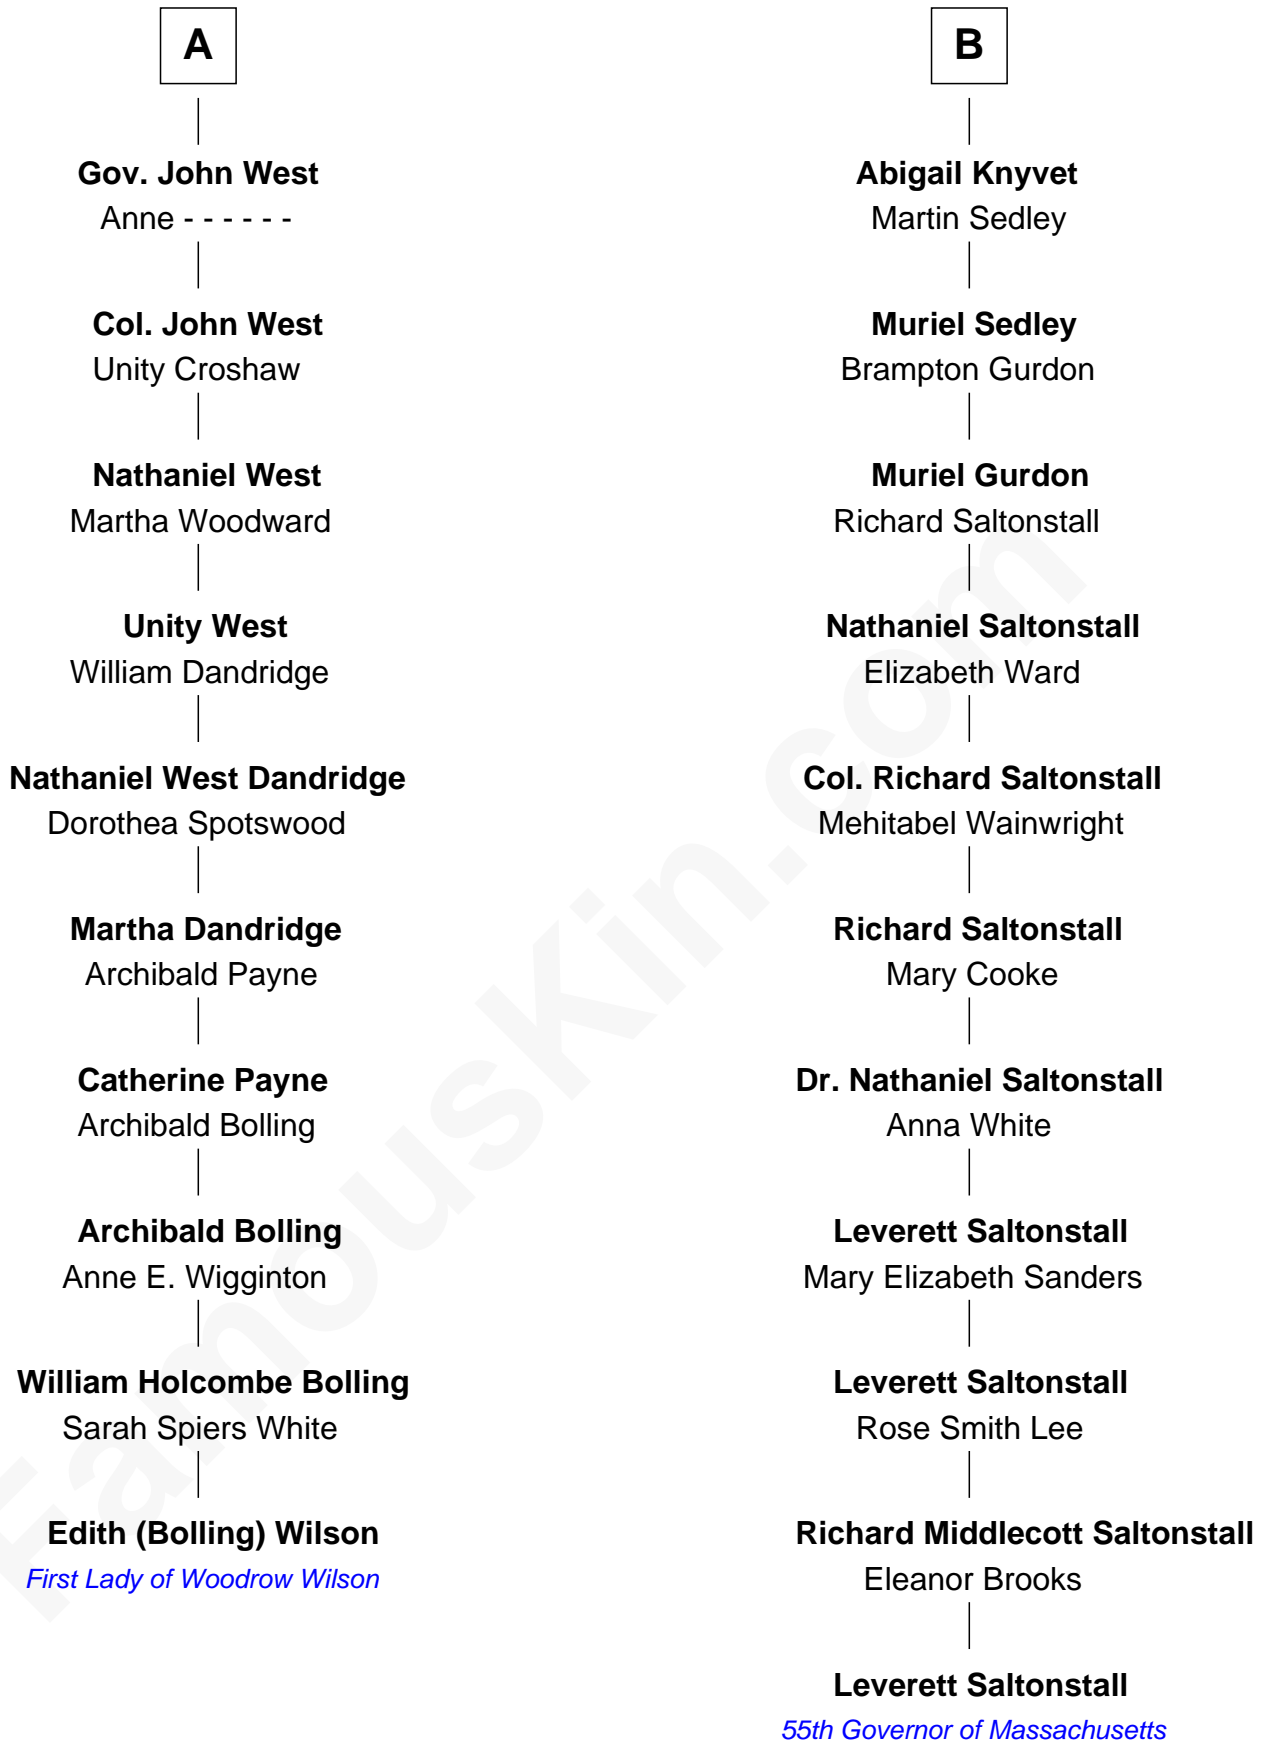 A
Gov. John West
Anne - - - - - -
Col. John West
Unity Croshaw
Nathaniel West
Martha Woodward
Unity West
William Dandridge
Nathaniel West Dandridge
Dorothea Spotswood
Martha Dandridge
Archibald Payne
Catherine Payne
Archibald Bolling
Archibald Bolling
Anne E. Wigginton
William Holcombe Bolling
Sarah Spiers White
Edith (Bolling) Wilson
First Lady of Woodrow Wilson
B
Abigail Knyvet
Martin Sedley
Muriel Sedley
Brampton Gurdon
Muriel Gurdon
Richard Saltonstall
Nathaniel Saltonstall
Elizabeth Ward
Col. Richard Saltonstall
Mehitabel Wainwright
Richard Saltonstall
Mary Cooke
Dr. Nathaniel Saltonstall
Anna White
Leverett Saltonstall
Mary Elizabeth Sanders
Leverett Saltonstall
Rose Smith Lee
Richard Middlecott Saltonstall
Eleanor Brooks
Leverett Saltonstall
55th Governor of Massachusetts
FamousKin.com